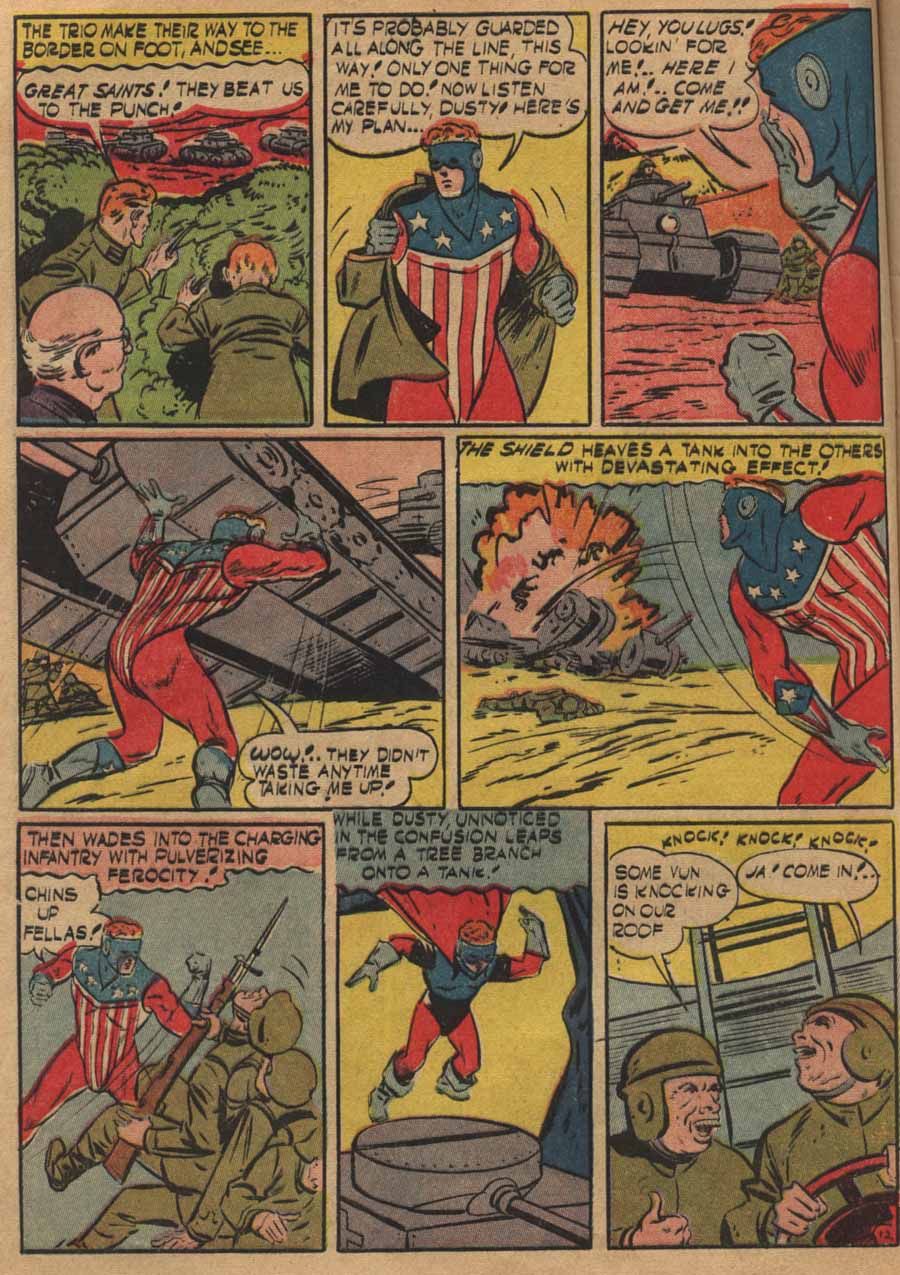 THE TRIO MAKE THEIR WAY TO THE
BORDER ON FOOT, AND SEE...
GREAT SAINTS! THEY BEAT US
TO THE PUNCH!
IT'S PROBABLY GUARDED
ALL ALONG THE LINE, THIS
WAY! ONLY ONE THING FOR
ME TO DO! NOW LISTEN
CAREFULLY, DUSTY! HERE'S
MY PLAN...
HEY, YOU LUGS!
LOOKIN' FOR
ME!.. HERE I
AM!.. COME
AND GET ME!!
WOW!.. THEY DIDN'T
WASTE ANYTIME
TAKING ME UP!
THE SHIELD HEAVES A TANK INTO THE OTHERS
WITH DEVASTATING EFFECT!
THEN WADES INTO THE CHARGING
INFANTRY WITH PULVERIZING
FEROCITY!
CHINS
UP
FELLAS!
WHILE DUSTY, UNNOTICED
IN THE CONFUSION LEAPS
FROM A TREE BRANCH
ONTO A TANK!
KNOCK! KNOCK! KNOCK!
SOME VUN
IS KNOCKING
ON OUR
ROOF
JA! COME IN!...
12